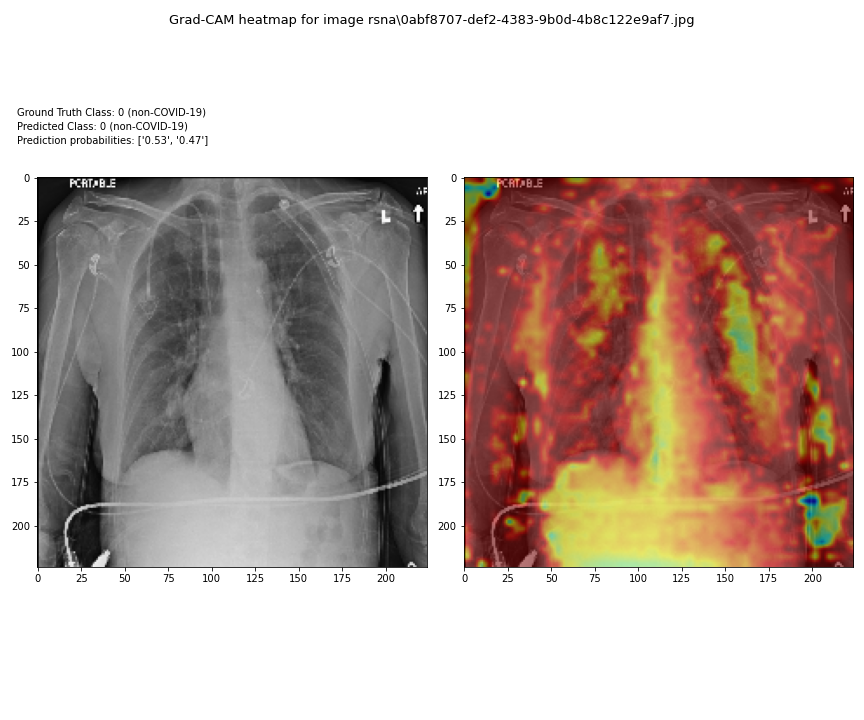 Grad-CAM heatmap for image rsna\0abf8707-def2-4383-9b0d-4b8c122e9af7.jpg
Ground Truth Class: 0 (non-COVID-19)
Predicted Class: 0 (non-COVID-19)
Prediction probabilities: ['0.53', '0.47']
PORTABLE
L
0
25
50
75
100
125
150
175
200
0 25 50 75 100 125 150 175 200
PORTABLE
L
0
25
50
75
100
125
150
175
200
0 25 50 75 100 125 150 175 200